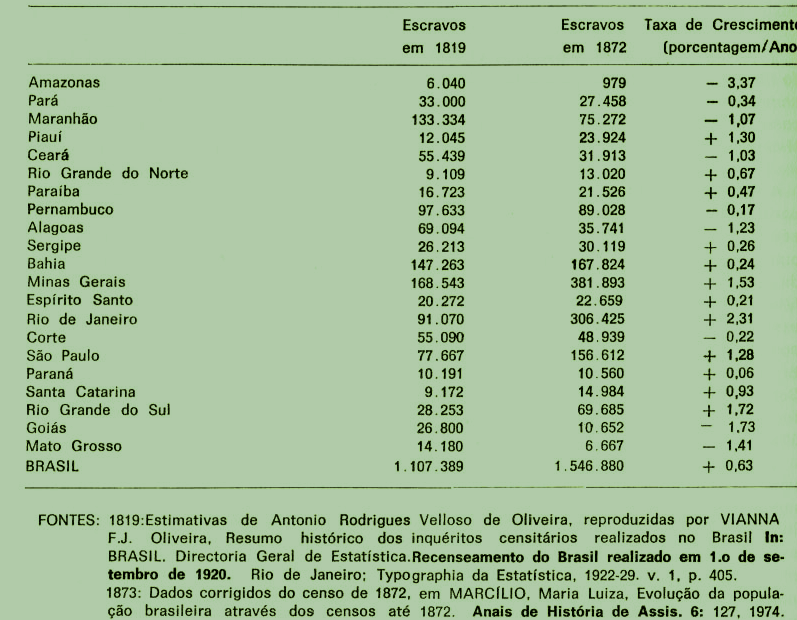 Escravos Escravos Taxa de Crescimento
em 1819 em 1872 (porcentagem/Ano
Amazonas 6.040 979 — 3,37
Pará 33.000 27.458 — 0,34
Maranhão 133.334 75.272 — 1,07
Piauí 12.045 23.924 + 1,30
Ceará 55.439 31.913 — 1,03
Rio Grande do Norte 9.109 13.020 + 0,67
Paraíba 16.723 21.526 + 0,47
Pernambuco 97.633 89.028 — 0,17
Alagoas 69.094 35.741 — 1,23
Sergipe 26.213 30.119 + 0,26
Bahia 147.263 167.824 + 0,24
Minas Gerais 168.543 381.893 + 1,53
Espírito Santo 20.272 22.659 + 0,21
Rio de Janeiro 91.070 306.425 + 2,31
Corte 55.090 48.939 — 0,22
São Paulo 77.667 156.612 + 1,28
Paraná 10.191 10.560 + 0,06
Santa Catarina 9.172 14.984 + 0,93
Rio Grande do Sul 28.253 69.685 + 1,72
Goiás 26.800 10.652 — 1,73
Mato Grosso 14.180 6.667 — 1,41
BRASIL 1.107.389 1.546.880 + 0,63
FONTES: 1819:Estimativas de Antonio Rodrigues Velloso de Oliveira, reproduzidas por VIANNA
F.J. Oliveira, Resumo histórico dos inquéritos censitários realizados no Brasil In:
BRASIL. Directoria Geral de Estatística.Recenseamento do Brasil realizado em 1.o de se-
tembro de 1920. Rio de Janeiro; Typographia da Estatística, 1922-29. v. 1, p. 405.
1873: Dados corrigidos do censo de 1872, em MARCÍLIO, Maria Luiza, Evolução da popula-
ção brasileira através dos censos até 1872. Anais de História de Assis. 6: 127, 1974.